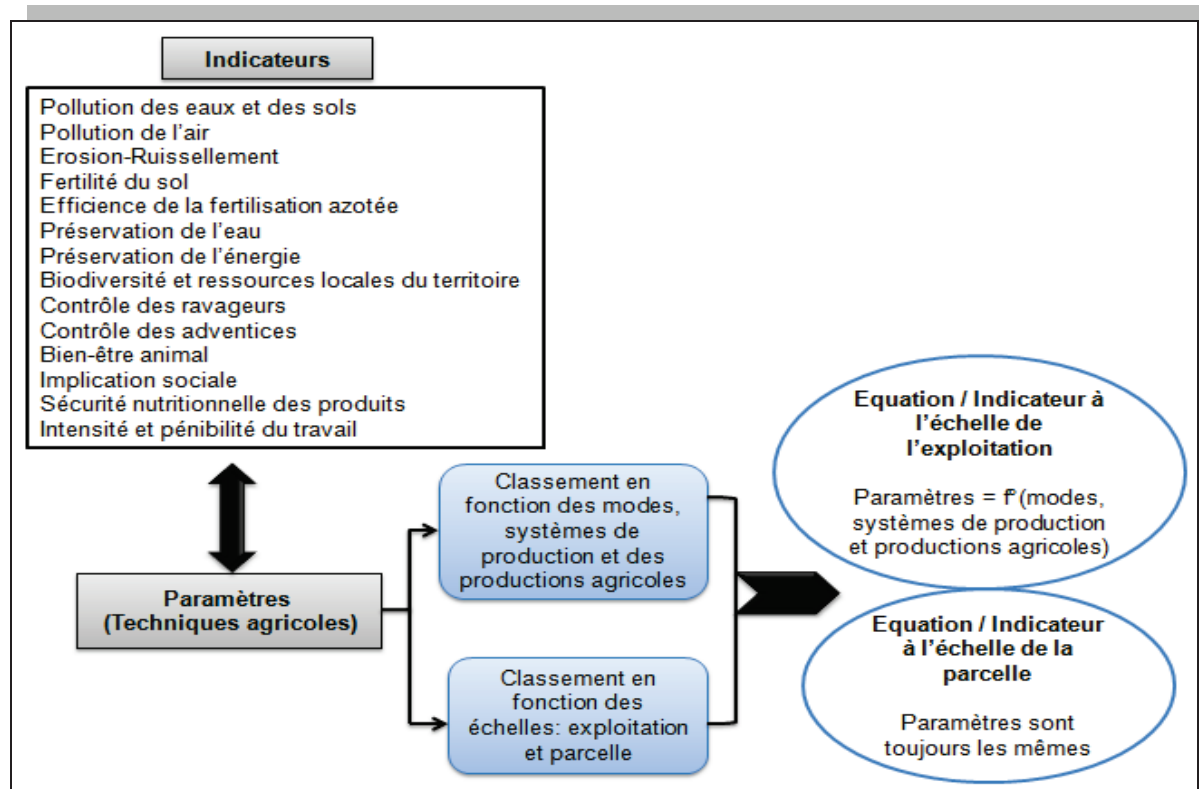 Indicateurs
Pollution des eaux et des sols
Pollution de l'air
Erosion-Ruissellement
Fertilité du sol
Efficience de la fertilisation azotée
Préservation de l'eau
Préservation de l'énergie
Biodiversité et ressources locales du territoire
Contrôle des ravageurs
Contrôle des adventices
Bien-être animal
Implication sociale
Sécurité nutritionnelle des produits
Intensité et pénibilité du travail
Paramètres
(Techniques agricoles)
Classement en
fonction des modes,
systèmes de
production et des
productions agricoles
Classement en
fonction des
échelles: exploitation
et parcelle
Equation / Indicateur à
l'échelle de
l'exploitation
Paramètres = f°(modes,
systèmes de production
et productions agricoles)
Equation / Indicateur
à l'échelle de la
parcelle
Paramètres sont
toujours les mêmes